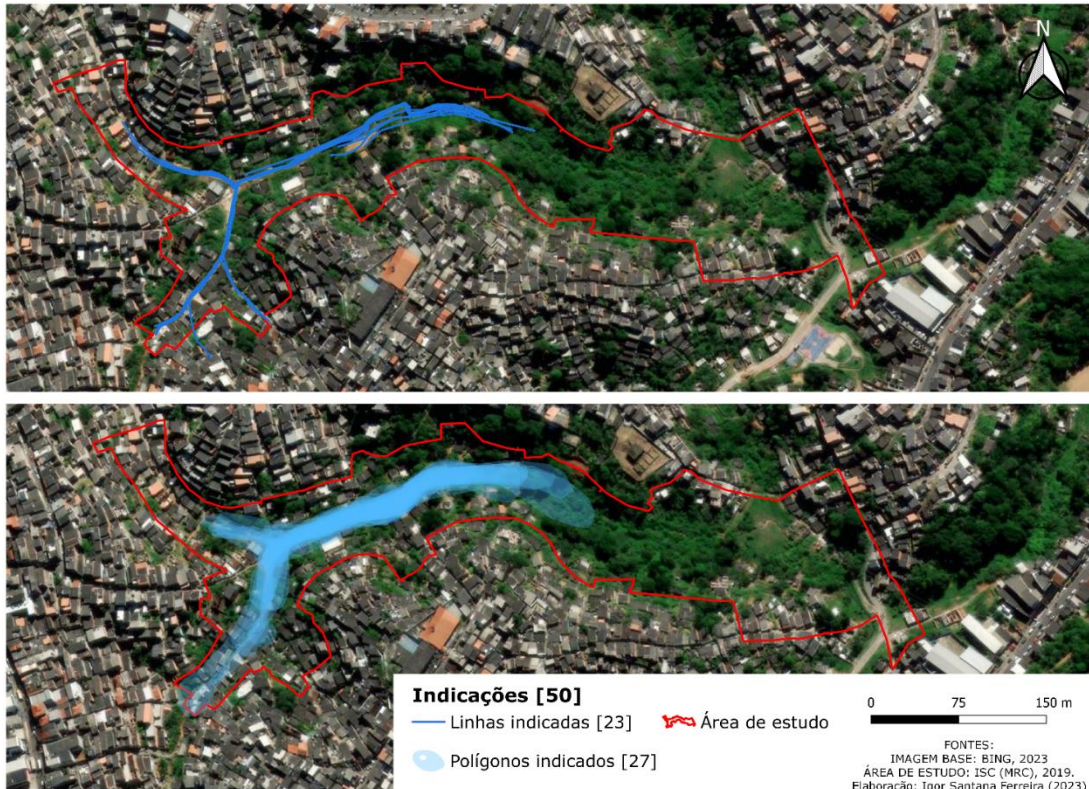 N
Indicações [50]
Linhas indicadas [23]
Área de estudo
Polígonos indicados [27]
0 75 150 m
FONTES:
IMAGEM BASE: BING, 2023
ÁREA DE ESTUDO: ISC (MRC), 2019.
Elaboração: Igor Santana Ferreira (2023)